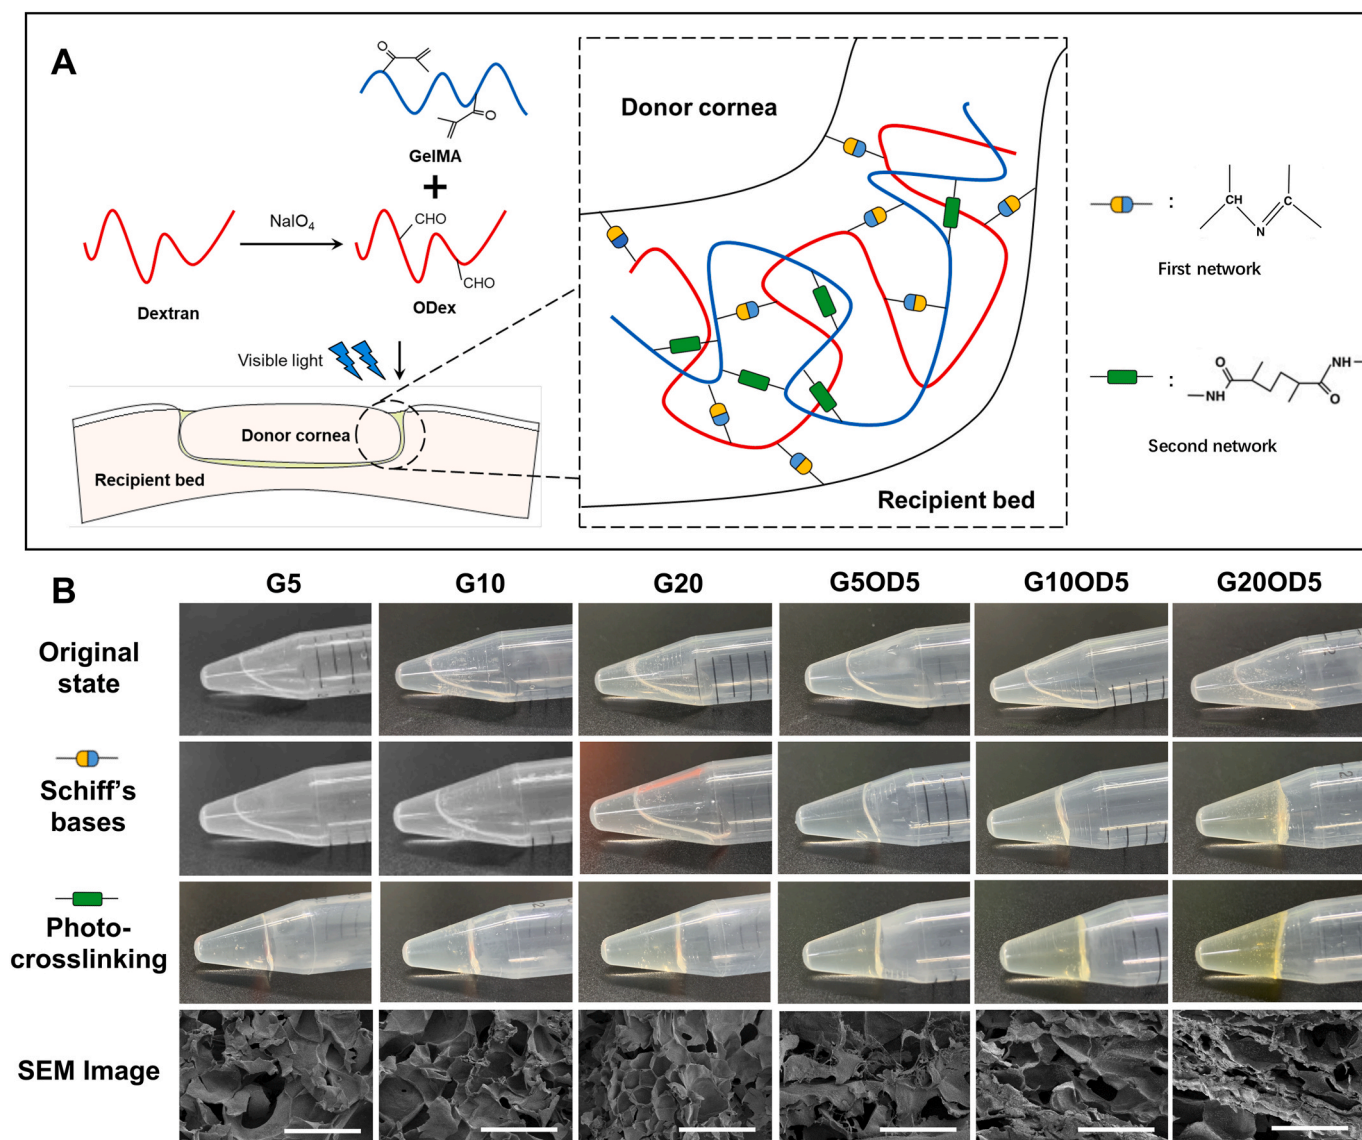 A
O
O
GelMA
+
Donor cornea
NaIO₄
CHO
CHO
Dextran
ODex
Visible light
Donor cornea
Recipient bed
Recipient bed
:
CH
C
N
First network
:
O
NH
NH
O
Second network
B
G5
G10
G20
G5OD5
G10OD5
G20OD5
Original
state
Schiff's
bases
Photo-
crosslinking
SEM Image